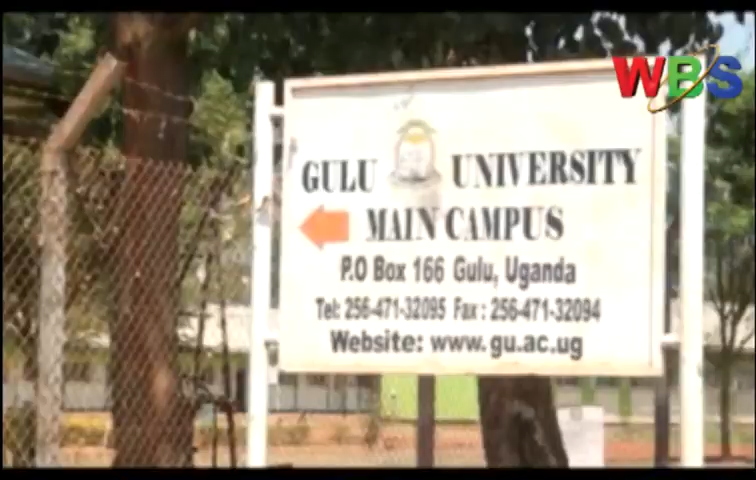 WBS
GULU UNIVERSITY
MAIN CAMPUS
P.O Box 166 Gulu, Uganda
Tel: 256-471-32095 Fax : 256-471-32094
Website: www.gu.ac.ug